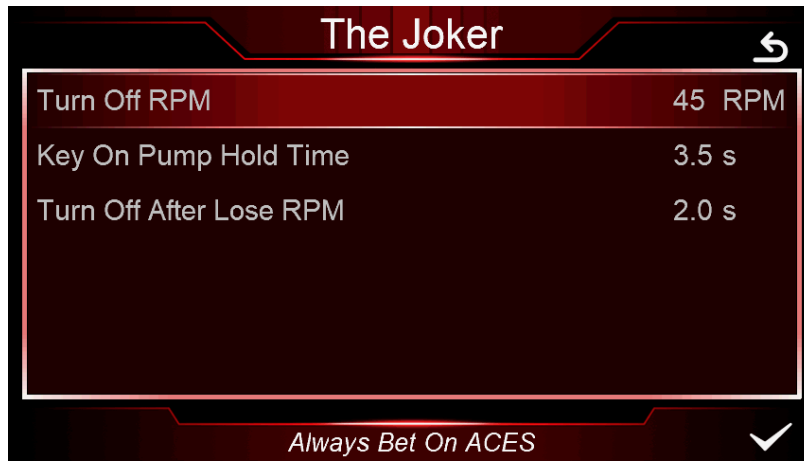 The Joker
Turn Off RPM 45 RPM
Key On Pump Hold Time 3.5 s
Turn Off After Lose RPM 2.0 s
Always Bet On ACES